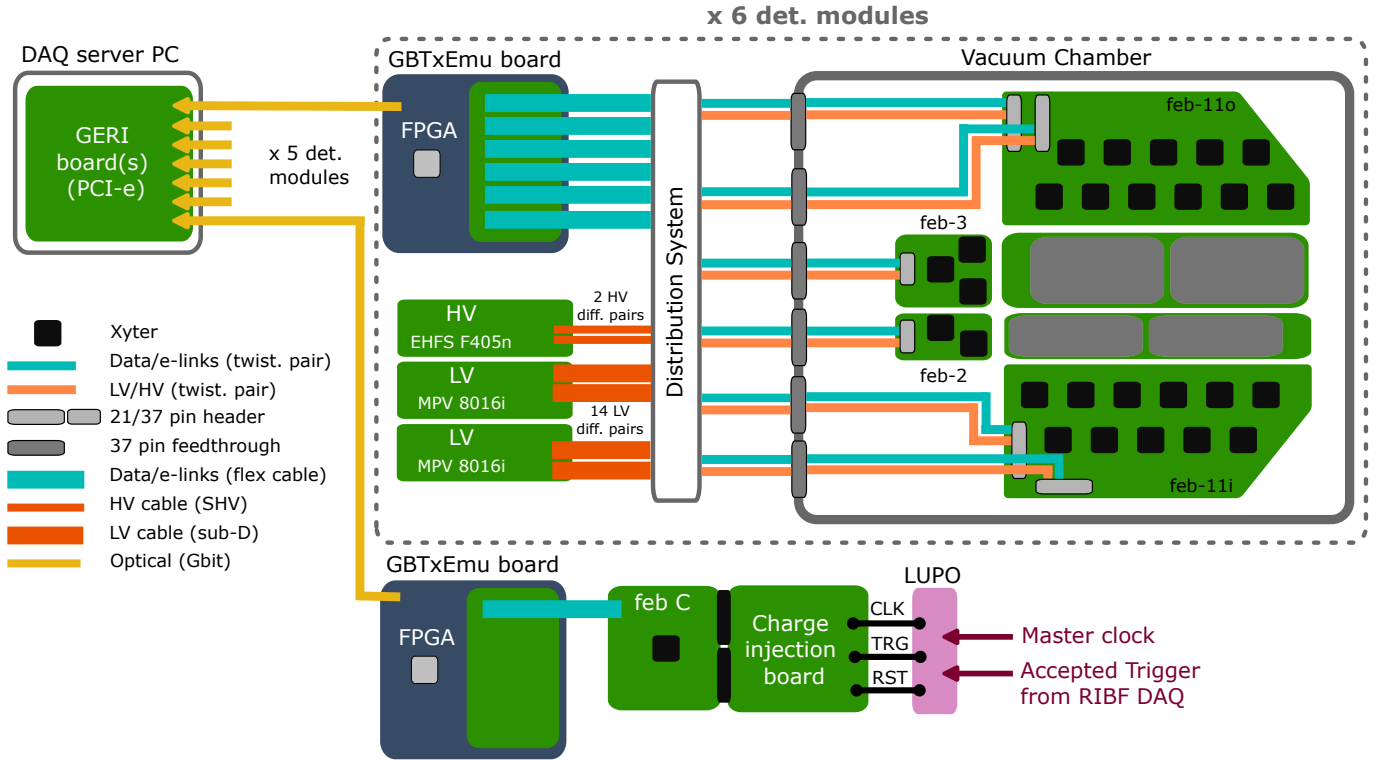 x 6 det. modules
DAQ server PC
GBTxEmu board
Vacuum Chamber
GERI
board(s)
(PCI-e)
x 5 det.
modules
FPGA
Distribution System
feb-11o
feb-3
feb-2
feb-11i
HV
EHFS F405n
2 HV
diff. pairs
LV
MPV 8016i
14 LV
diff. pairs
LV
MPV 8016i
Xyter
Data/e-links (twist. pair)
LV/HV (twist. pair)
21/37 pin header
37 pin feedthrough
Data/e-links (flex cable)
HV cable (SHV)
LV cable (sub-D)
Optical (Gbit)
GBTxEmu board
FPGA
feb C
Charge
injection
board
CLK
TRG
RST
LUPO
Master clock
Accepted Trigger
from RIBF DAQ